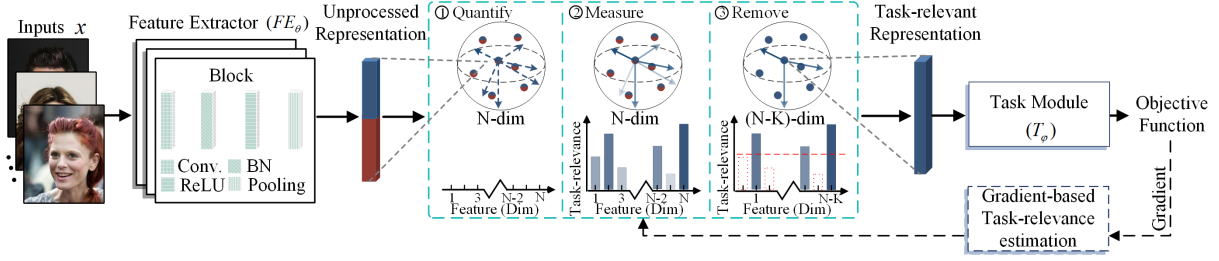 Inputs x
Feature Extractor (FEθ)
Block
Conv. BN
ReLU Pooling
Unprocessed
Representation
① Quantify
N-dim
1 3 N-2 N
Feature (Dim)
② Measure
N-dim
Task-relevance
1 3 N-2 N
Feature (Dim)
③ Remove
(N-K)-dim
Task-relevance
1 N-K
Feature (Dim)
Task-relevant
Representation
Task Module
(Tφ)
Objective
Function
Gradient
Gradient-based
Task-relevance
estimation